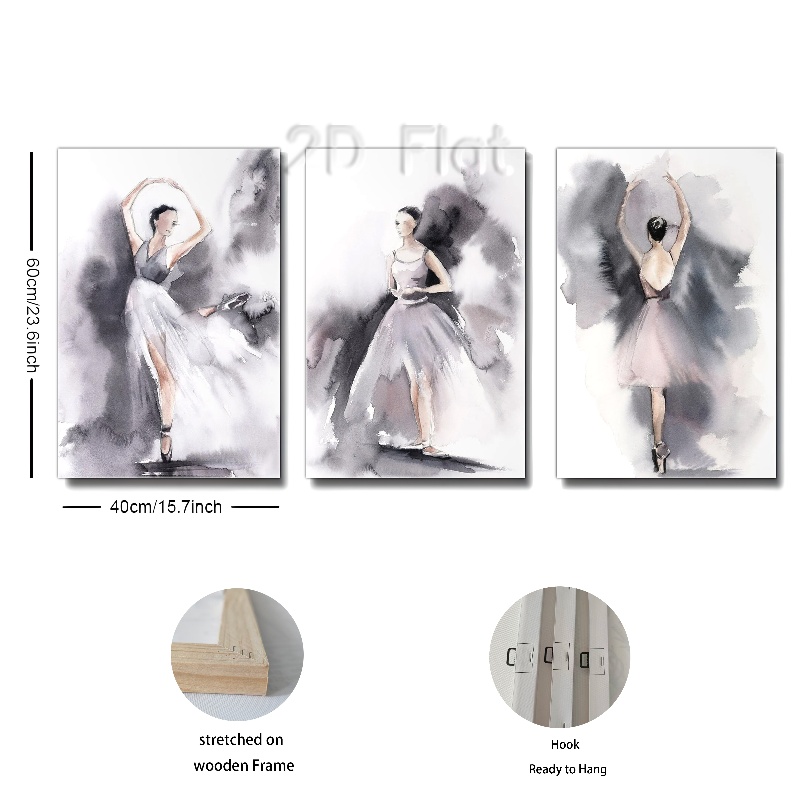 2D Flat
60cm/23.6inch
40cm/15.7inch
stretched on
wooden Frame
Hook
Ready to Hang